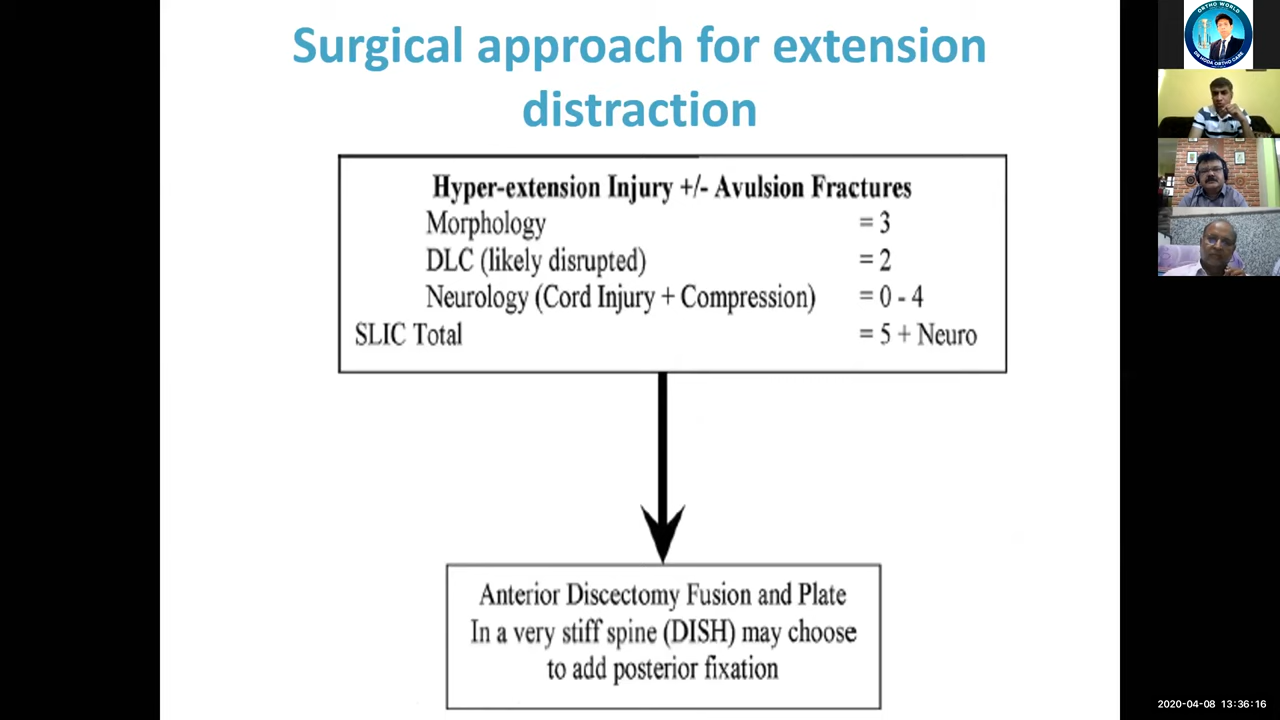 Surgical approach for extension
distraction
Hyper-extension Injury +/- Avulsion Fractures
Morphology = 3
DLC (likely disrupted) = 2
Neurology (Cord Injury + Compression) = 0 - 4
SLIC Total = 5 + Neuro
Anterior Discectomy Fusion and Plate
In a very stiff spine (DISH) may choose
to add posterior fixation
ORTHO WORLD
2020-04-08 13:36:16